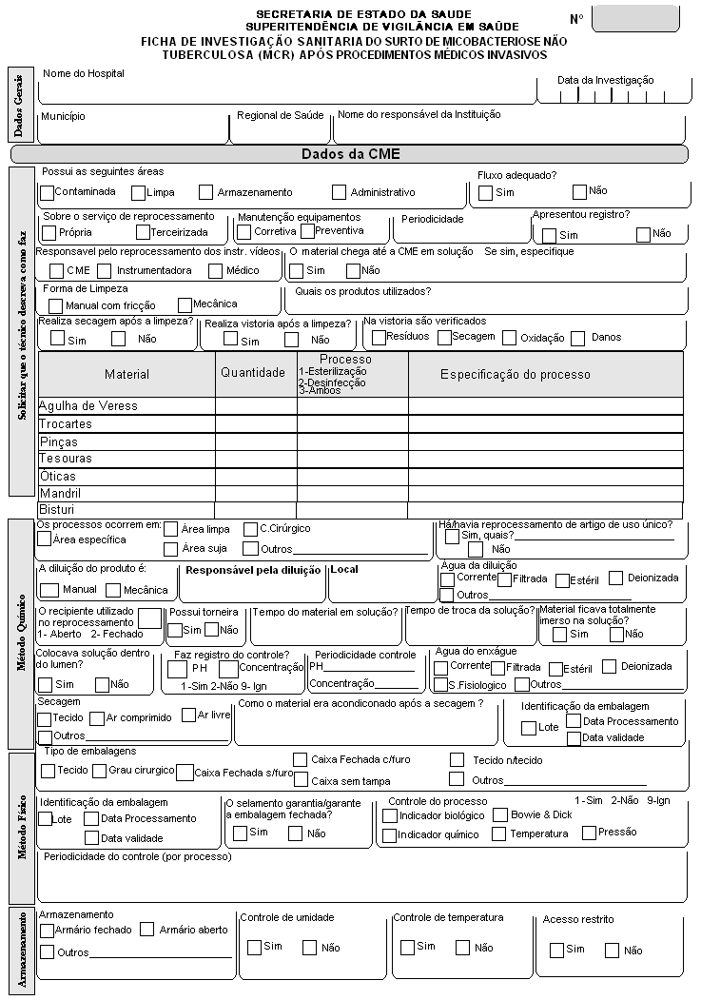 SECRETARIA DE ESTADO DA SAUDE
SUPERITENDÊNCIA DE VIGILÂNCIA EM SAÚDE
Nº
FICHA DE INVESTIGAÇÃO SANITARIA DO SURTO DE MICOBACTERIOSE NÃO
TUBERCULOSA (MCR) APÓS PROCEDIMENTOS MÉDICOS INVASIVOS
Dados Gerais
Nome do Hospital
Data da Investigação
Município
Regional de Saúde
Nome do responsável da Instituição
Dados da CME
Solicitar que o técnico descreva como faz
Possui as seguintes áreas
Contaminada Limpa Armazenamento Administrativo
Fluxo adequado?
Sim Não
Sobre o serviço de reprocessamento
Própria Terceirizada
Manutenção equipamentos
Corretiva Preventiva
Periodicidade
Apresentou registro?
Sim Não
Responsavel pelo reprocessamento dos instr. vídeos
CME Instrumentadora Médico
O material chega até a CME em solução Se sim, especifique
Sim Não
Forma de Limpeza
Manual com fricção Mecânica
Quais os produtos utilizados?
Realiza secagem após a limpeza?
Sim Não
Realiza vistoria após a limpeza?
Sim Não
Na vistoria são verificados
Resíduos Secagem Oxidação Danos
Material Quantidade Processo Especificação do processo
1-Esterilização
2-Desinfecção
3-Ambos
Agulha de Veress
Trocartes
Pinças
Tesouras
Óticas
Mandril
Bisturi
Método Químico
Os processos ocorrem em:
Área específica
Área limpa C.Cirúrgico
Área suja Outros
Há/havia reprocessamento de artigo de uso único?
Sim, quais?
Não
A diluição do produto é:
Manual Mecânica
Responsável pela diluição
Local
Agua da diluição
Corrente Filtrada Estéril Deionizada
Outros
O recipiente utilizado
no reprocessamento
1- Aberto 2- Fechado
Possui torneira
Sim Não
Tempo do material em solução?
Tempo de troca da solução?
Material ficava totalmente
imerso na solução?
Sim Não
Colocava solução dentro
do lumen?
Sim Não
Faz registro do controle?
PH Concentração
1-Sim 2-Não 9- Ign
Periodicidade controle
PH
Concentração
Agua do enxágue
Corrente Filtrada Estéril Deionizada
S.Fisiologico Outros
Secagem
Tecido Ar comprimido Ar livre
Outros
Como o material era acondiconado após a secagem ?
Identificação da embalagem
Lote Data Processamento
Data validade
Método Físico
Tipo de embalagens
Tecido Grau cirurgico Caixa Fechada s/furo
Caixa Fechada c/furo Tecido n/tecido
Caixa sem tampa Outros
Identificação da embalagem
Lote Data Processamento
Data validade
O selamento garantia/garante
a embalagem fechada?
Sim Não
Controle do processo 1-Sim 2-Não 9-Ign
Indicador biológico Bowie & Dick
Indicador químico Temperatura Pressão
Periodicidade do controle (por processo)
Armazenamento
Armazenamento
Armário fechado Armário aberto
Outros
Controle de umidade
Sim Não
Controle de temperatura
Sim Não
Acesso restrito
Sim Não